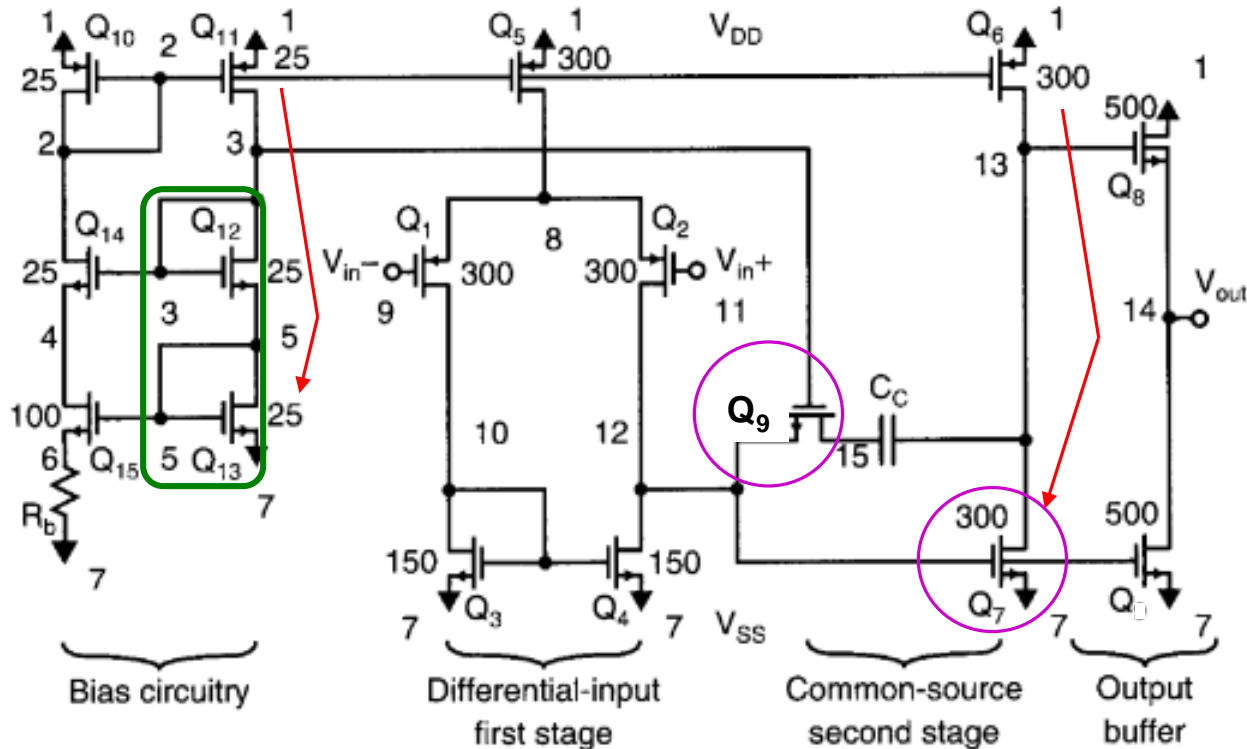 1
Q10
2
Q11
1
25
25
Q5
1
300
VDD
Q6
1
300
1
500
2
3
13
Q8
Q14
Q12
Q1
8
Q2
25
25
Vin−
300
300
Vin+
Vout
3
9
11
14
4
5
100
25
10
12
Q9
CC
15
6
Q15
5
Q13
7
Rb
300
500
150
150
7
Q3
Q4
7
VSS
Q7
7
Q
7
7
Bias circuitry
Differential-input
first stage
Common-source
second stage
Output
buffer